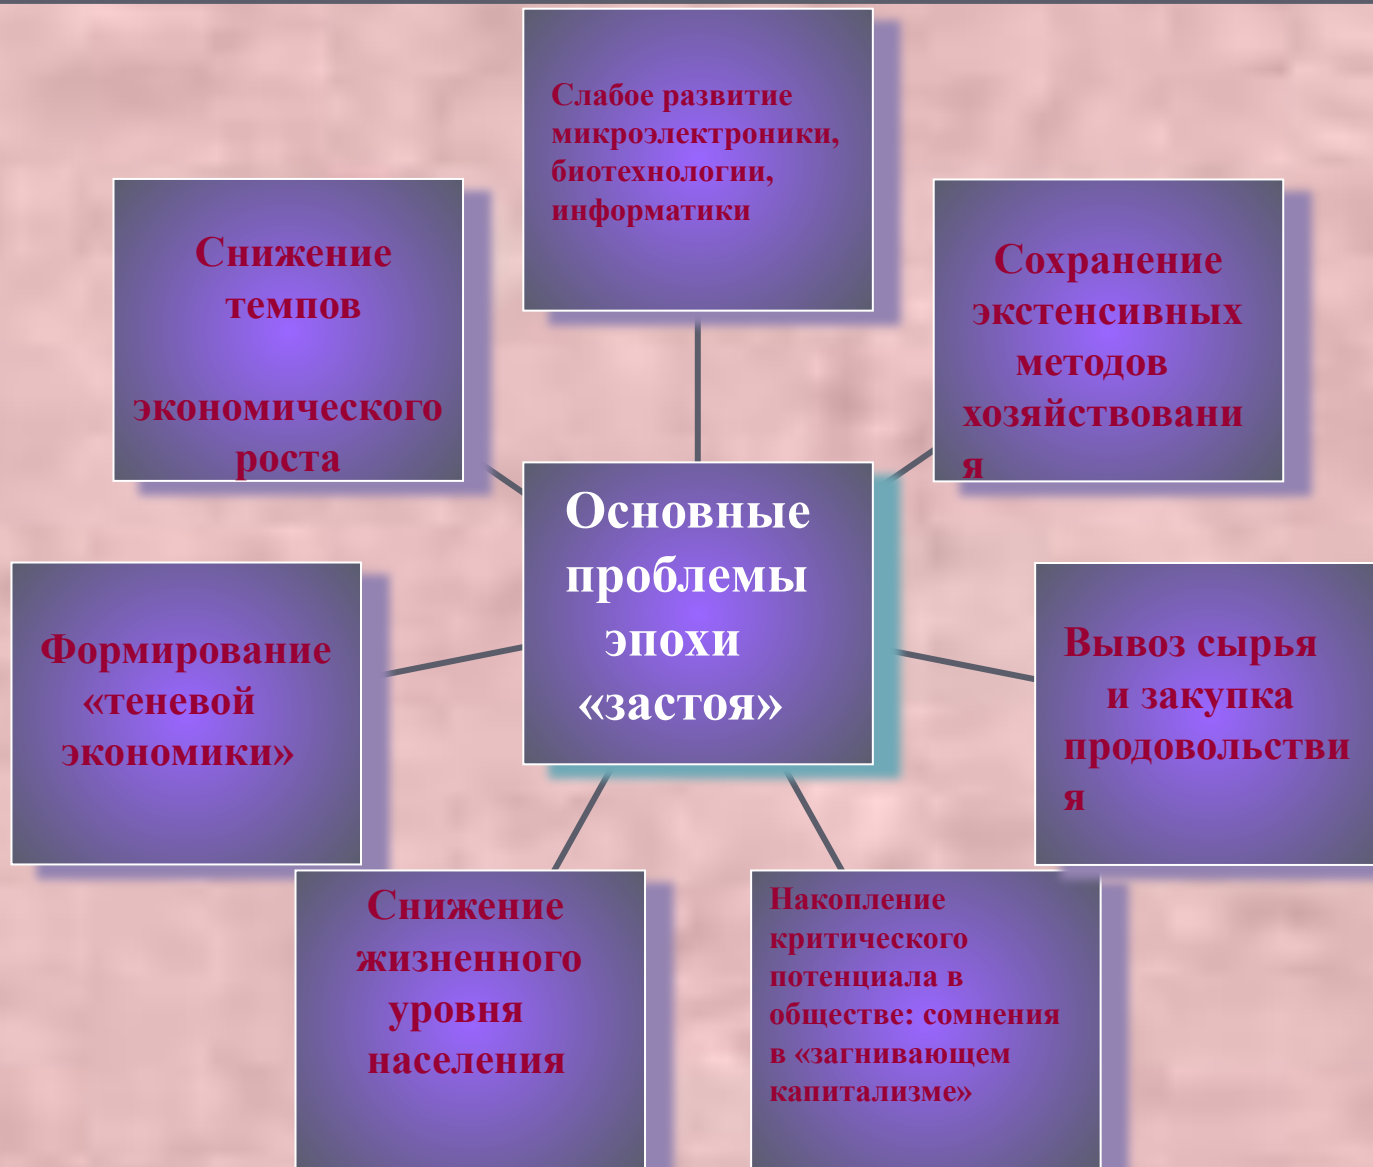 Слабое развитие
микроэлектроники,
биотехнологии,
информатики
Снижение
темпов
экономического
роста
Сохранение
экстенсивных
методов
хозяйствовани
я
Основные
проблемы
эпохи
«застоя»
Формирование
«теневой
экономики»
Вывоз сырья
и закупка
продовольстви
я
Снижение
жизненного
уровня
населения
Накопление
критического
потенциала в
обществе: сомнения
в «загнивающем
капитализме»